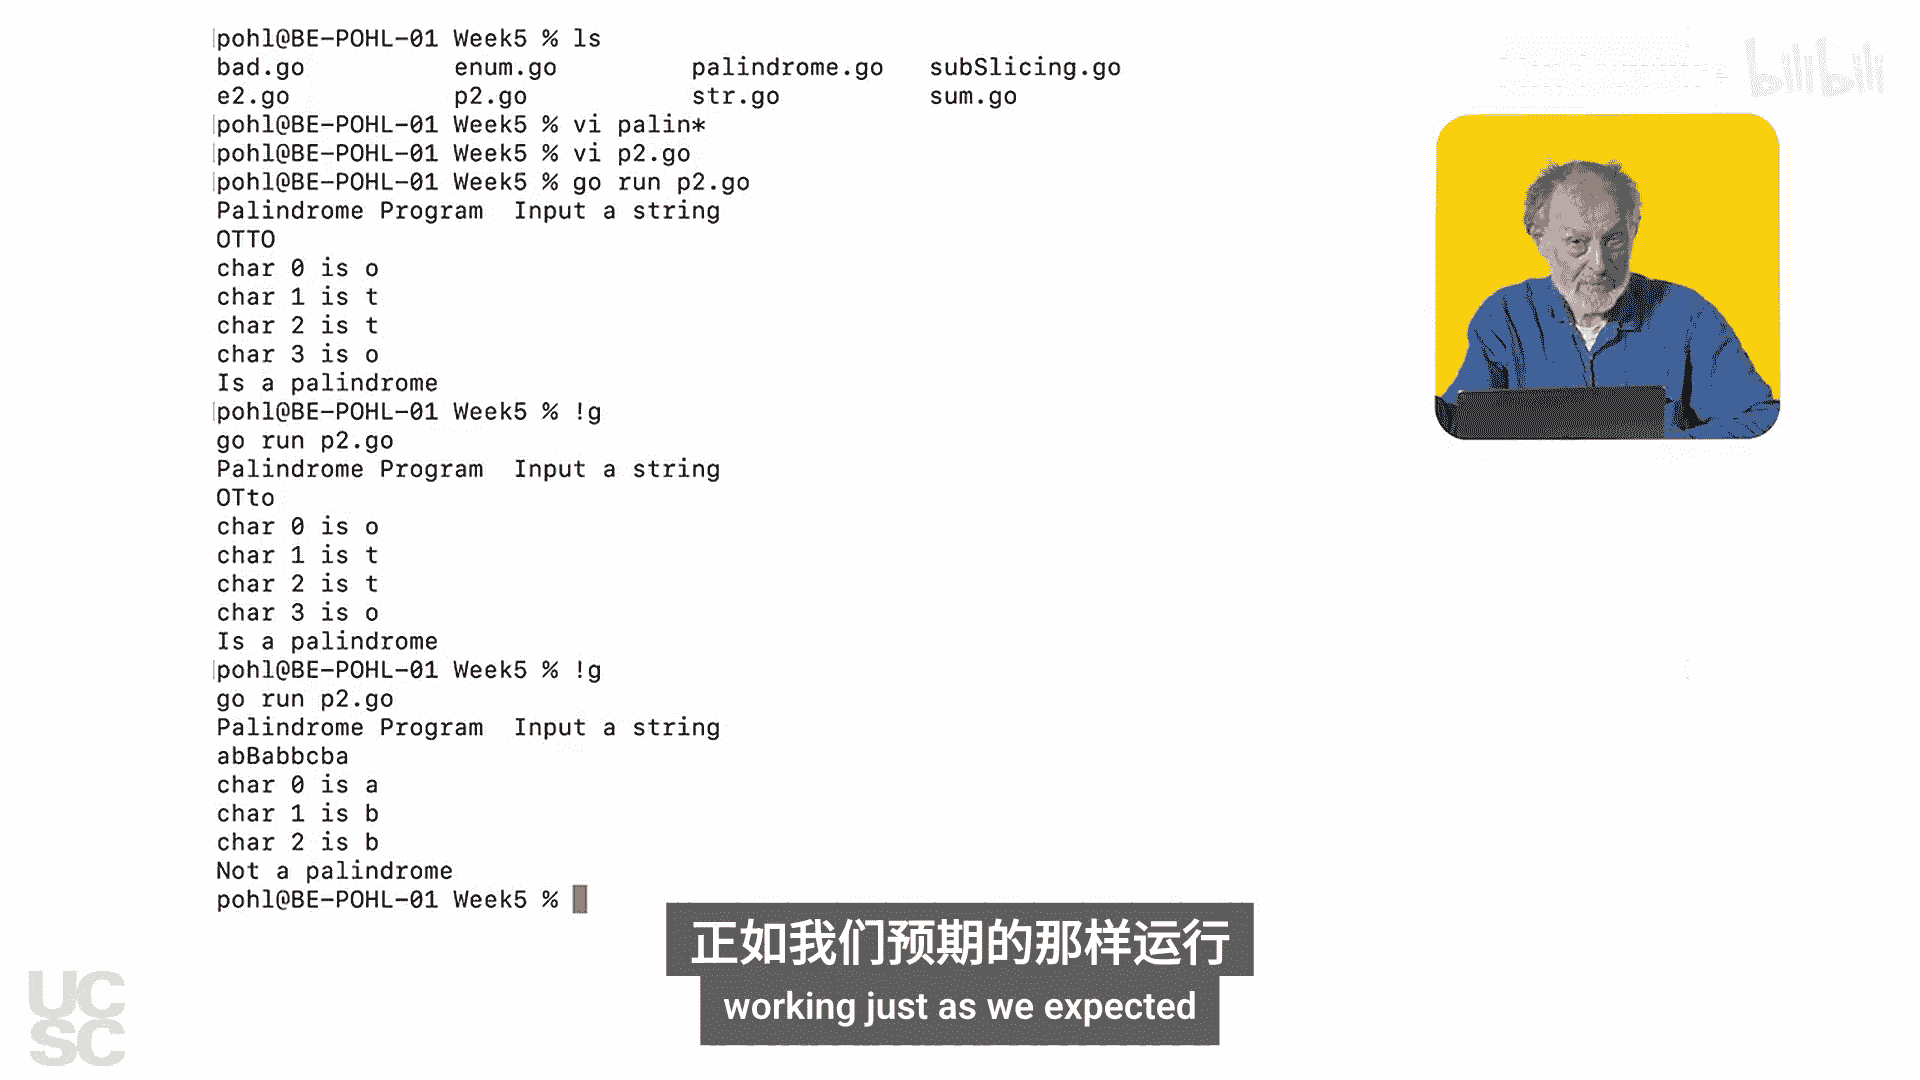 pohl@BE-POHL-01 Week5 % ls
bad.go enum.go palindrome.go subSlicing.go
e2.go p2.go str.go sum.go
pohl@BE-POHL-01 Week5 % vi palin*
pohl@BE-POHL-01 Week5 % vi p2.go
pohl@BE-POHL-01 Week5 % go run p2.go
Palindrome Program  Input a string
OTTO
char 0 is o
char 1 is t
char 2 is t
char 3 is o
Is a palindrome
pohl@BE-POHL-01 Week5 % !g
go run p2.go
Palindrome Program  Input a string
OTto
char 0 is o
char 1 is t
char 2 is t
char 3 is o
Is a palindrome
pohl@BE-POHL-01 Week5 % !g
go run p2.go
Palindrome Program  Input a string
abBabbcba
char 0 is a
char 1 is b
char 2 is b
Not a palindrome
pohl@BE-POHL-01 Week5 %
正如我们预期的那样运行
working just as we expected
UC
SC
bilibili